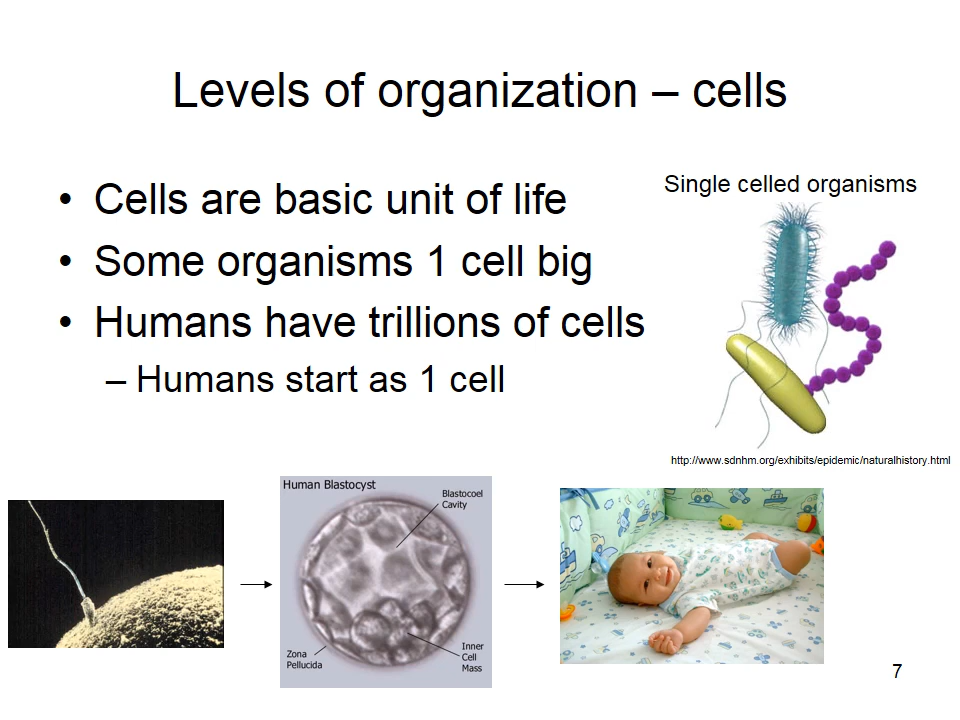 Levels of organization – cells
• Cells are basic unit of life
• Some organisms 1 cell big
• Humans have trillions of cells
– Humans start as 1 cell
Single celled organisms
http://www.sdnhm.org/exhibits/epidemic/naturalhistory.html
Human Blastocyst
Blastocoel
Cavity
Zona
Pellucida
Inner
Cell
Mass
7